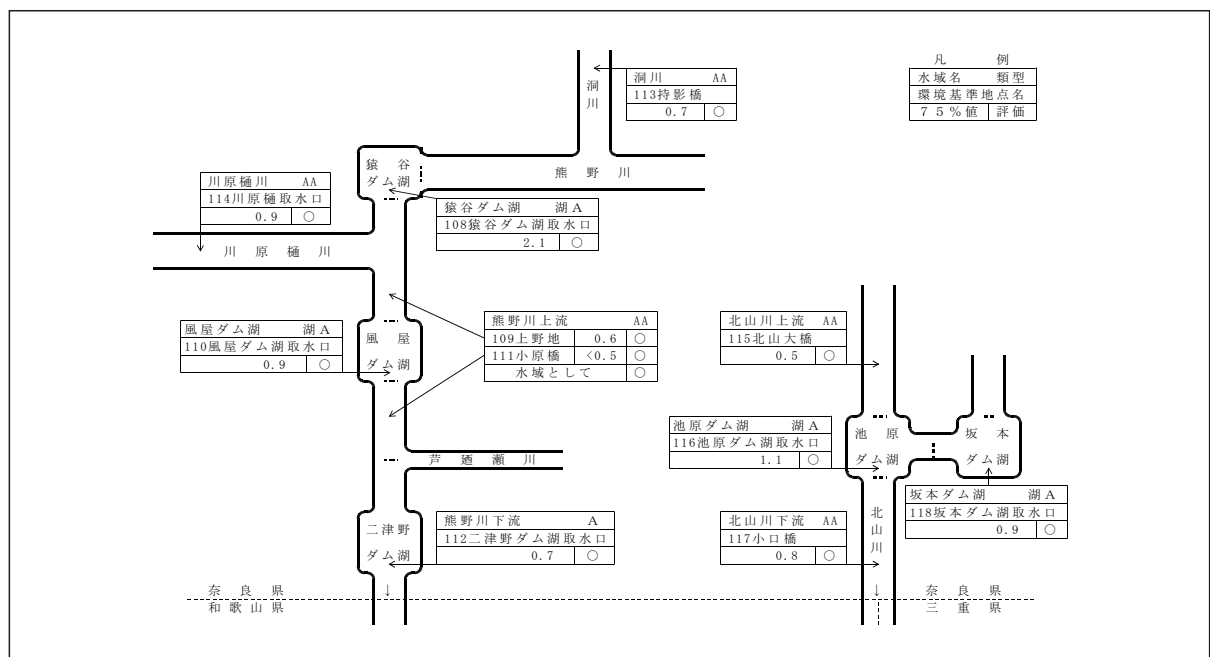 凡 例
水域名 類型
環境基準地点名
75%値 評価
洞川
洞川 AA
113持影橋
0.7 ○
猿谷
ダム湖
熊野川
川原樋川 AA
114川原樋取水口
0.9 ○
猿谷ダム湖 湖A
108猿谷ダム湖取水口
2.1 ○
川原樋川
風屋ダム湖 湖A
110風屋ダム湖取水口
0.9 ○
風屋
ダム湖
熊野川上流 AA
109上野地 0.6 ○
111小原橋 <0.5 ○
水域として ○
北山川上流 AA
115北山大橋
0.5 ○
池原ダム湖 湖A
116池原ダム湖取水口
1.1 ○
池原
ダム湖
坂本
ダム湖
芦廼瀬川
坂本ダム湖 湖A
118坂本ダム湖取水口
0.9 ○
二津野
ダム湖
熊野川下流 A
112二津野ダム湖取水口
0.7 ○
北山川下流 AA
117小口橋
0.8 ○
北山川
奈良県 ↓ ↓ 奈良県
和歌山県 三重県